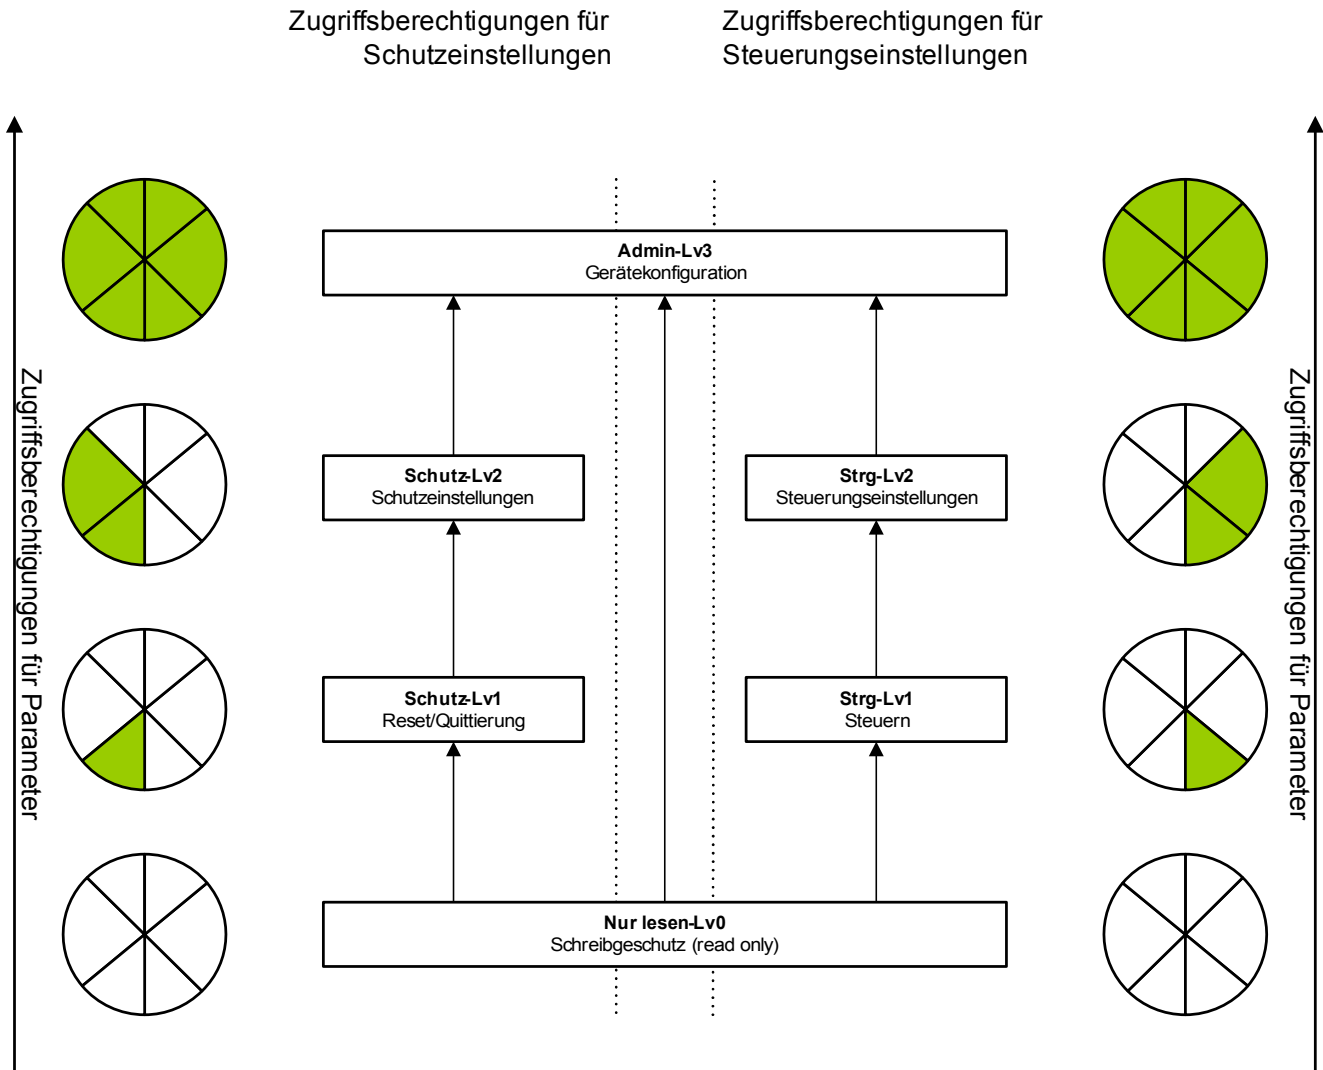 Zugriffsberechtigungen für
Schutzeinstellungen
Zugriffsberechtigungen für
Steuerungseinstellungen
Zugriffsberechtigungen für Parameter
Admin-Lv3
Gerätekonfiguration
Schutz-Lv2
Schutzeinstellungen
Strg-Lv2
Steuerungseinstellungen
Schutz-Lv1
Reset/Quittierung
Strg-Lv1
Steuern
Nur lesen-Lv0
Schreibgeschutz (read only)
Zugriffsberechtigungen für Parameter